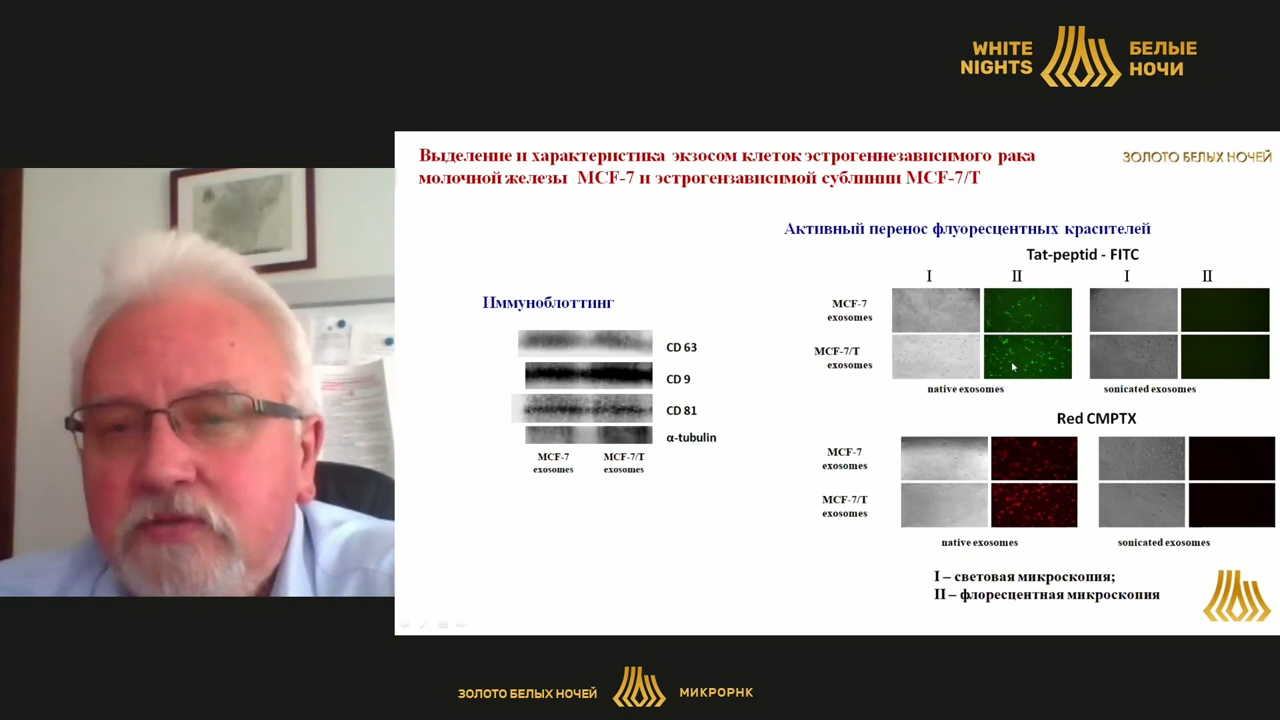 WHITE
NIGHTS
БЕЛЫЕ
НОЧИ
Выделение и характеристика экзосом клеток эстрогеннезависимого рака
молочной железы MCF-7 и эстрогензависимой сублинии MCF-7/T
ЗОЛОТО БЕЛЫХ НОЧЕЙ
Активный перенос флуоресцентных красителей
Tat-peptid - FITC
I II I II
Иммуноблоттинг
MCF-7
exosomes
MCF-7/T
exosomes
native exosomes sonicated exosomes
CD 63
CD 9
CD 81
α-tubulin
MCF-7
exosomes
MCF-7/T
exosomes
Red CMPTX
MCF-7
exosomes
MCF-7/T
exosomes
native exosomes sonicated exosomes
I – световая микроскопия;
II – флоресцентная микроскопия
ЗОЛОТО БЕЛЫХ НОЧЕЙ
МИКРОРНК